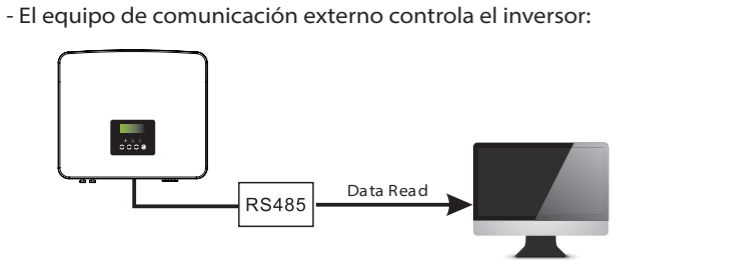 - El equipo de comunicación externo controla el inversor:
RS485
Data Read